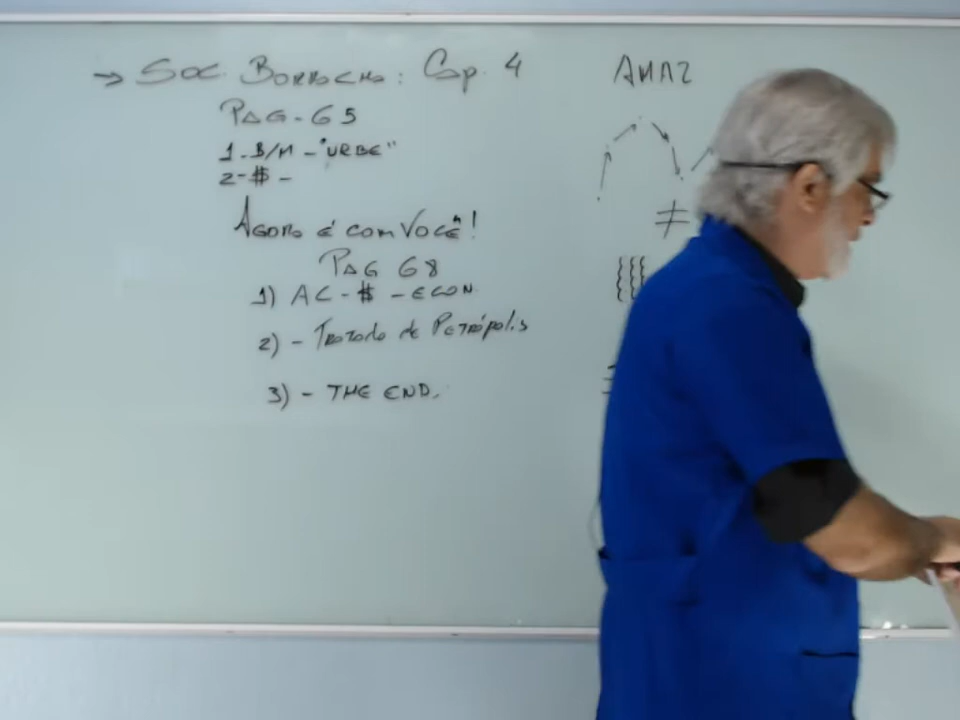 → Soc. Borracha: Cap. 4
PAG-65
1-B/M-"URBE"
2-$-
Agora é com Você"!
PAG 68
1) AC-$-ECON.
2)-Tratado de Petrópolis
3)-THE END.
AMAZ
≠